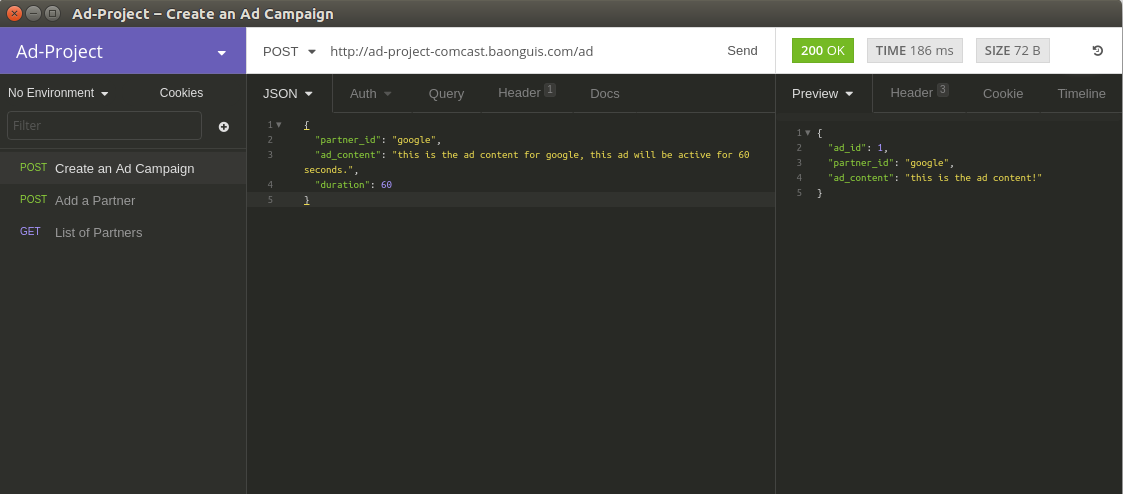 Ad-Project – Create an Ad Campaign
Ad-Project
POST http://ad-project-comcast.baonguis.com/ad Send
200 OK TIME 186 ms SIZE 72 B
No Environment Cookies
JSON Auth Query Header 1 Docs
Preview Header 3 Cookie Timeline
Filter
POST Create an Ad Campaign
POST Add a Partner
GET List of Partners
1 {
2 "partner_id": "google",
3 "ad_content": "this is the ad content for google, this ad will be active for 60
seconds.",
4 "duration": 60
5 }
1 {
2 "ad_id": 1,
3 "partner_id": "google",
4 "ad_content": "this is the ad content!"
5 }